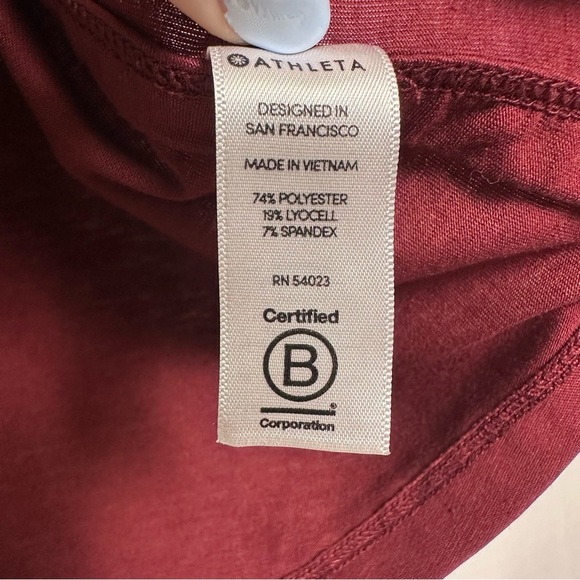 ATHLETA
DESIGNED IN
SAN FRANCISCO
MADE IN VIETNAM
74% POLYESTER
19% LYOCELL
7% SPANDEX
RN 54023
Certified
B
®
Corporation